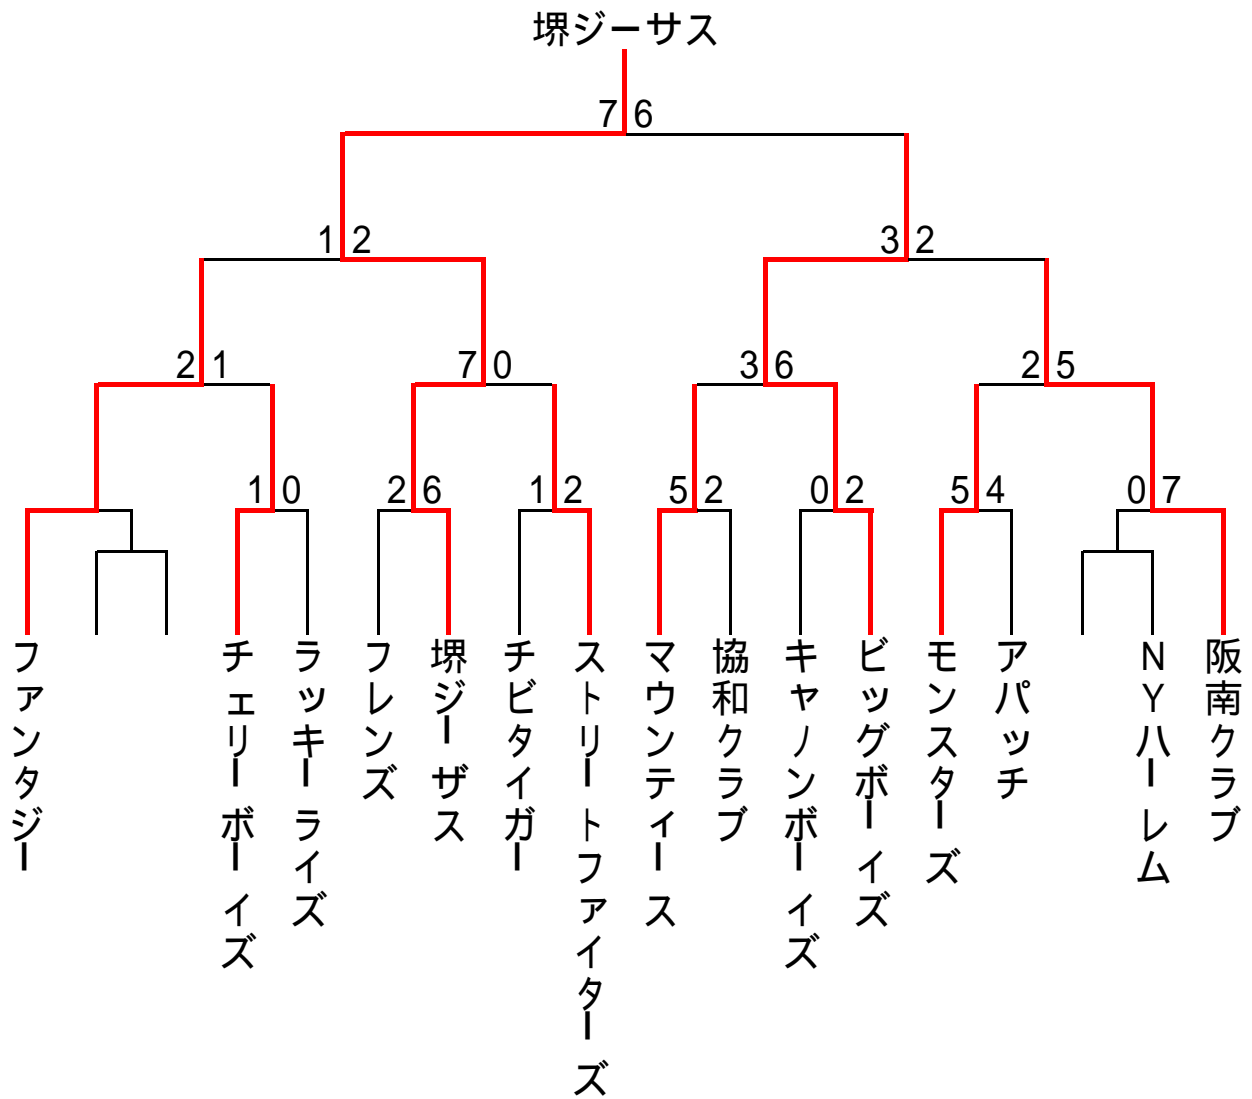 堺ジーサス
7 6
1 2
3 2
2 1
7 0
3 6
2 5
1 0
2 6
1 2
5 2
0 2
5 4
0 7
ファンタジー
チェリーボーイズ
ラッキーライズ
フレンズ
堺ジーザス
チビタイガー
ストリートファイターズ
マウンティース
協和クラブ
キャノンボーイズ
ビッグボーイズ
モンスターズ
アパッチ
NYハーレム
阪南クラブ